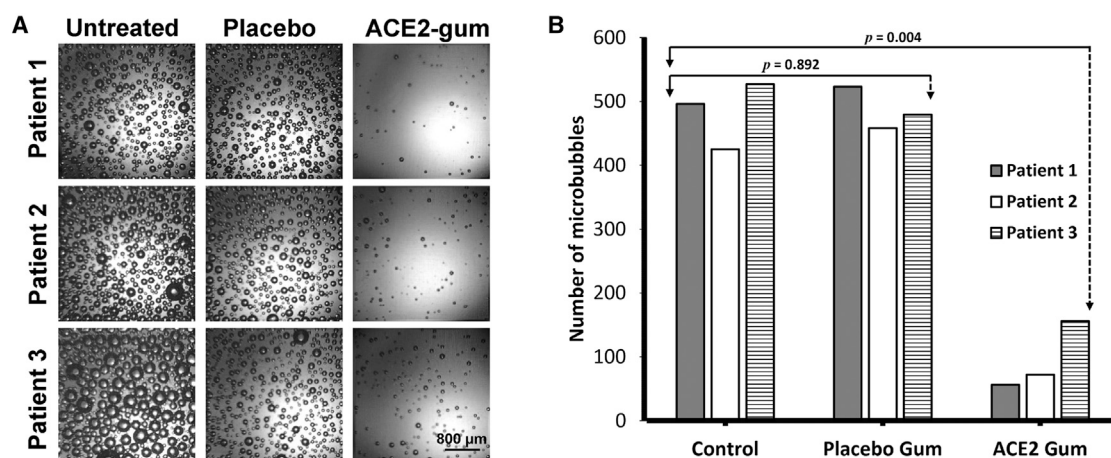 A
Untreated Placebo ACE2-gum
Patient 1
Patient 2
Patient 3
800 µm
B
Number of microbubbles
600
500
400
300
200
100
0
p = 0.004
p = 0.892
Patient 1
Patient 2
Patient 3
Control Placebo Gum ACE2 Gum